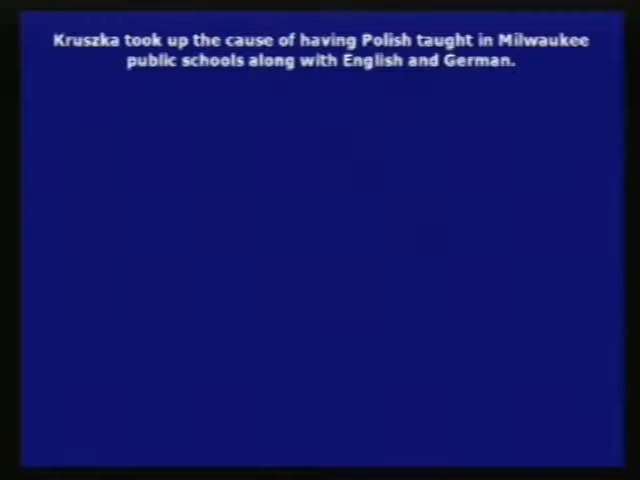 Kruszka took up the cause of having Polish taught in Milwaukee
public schools along with English and German.